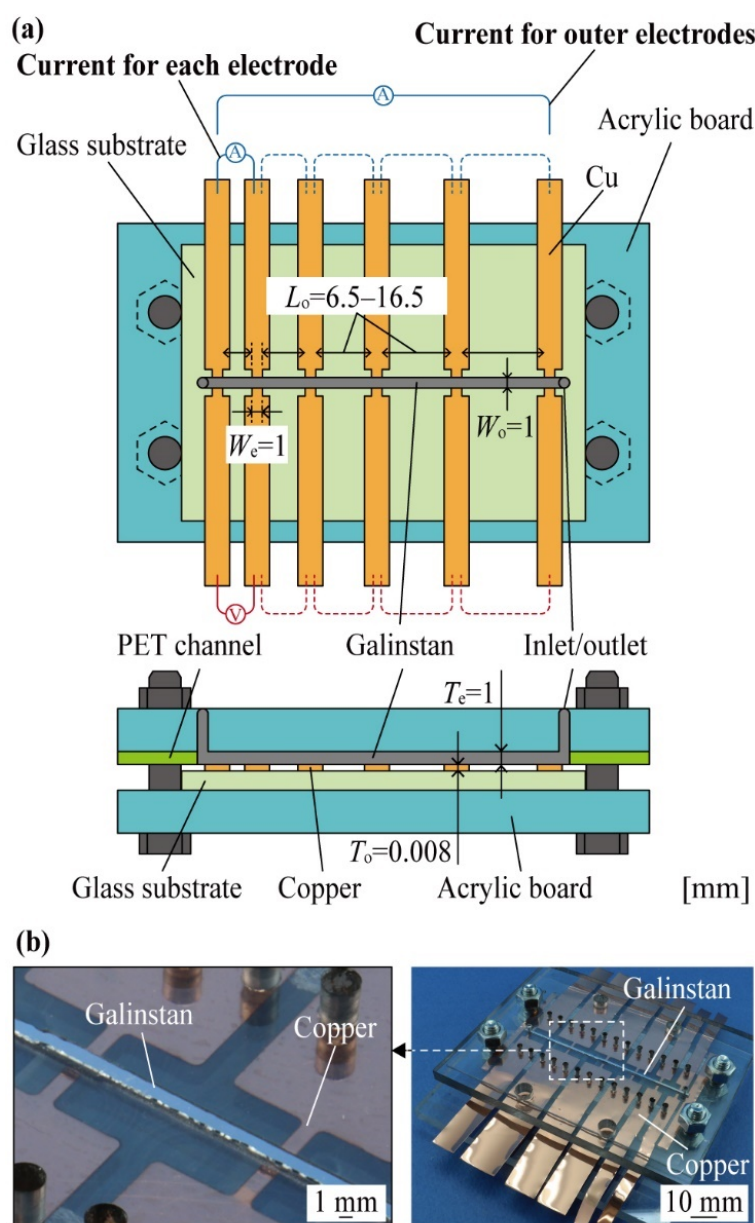 (a)
Current for outer electrodes
Current for each electrode
A
Acrylic board
Glass substrate
A
Cu
Lo=6.5–16.5
We=1
Wo=1
V
PET channel
Galinstan
Inlet/outlet
Te=1
To=0.008
Glass substrate
Copper
Acrylic board
[mm]
(b)
Galinstan
Copper
1 mm
Galinstan
Copper
10 mm